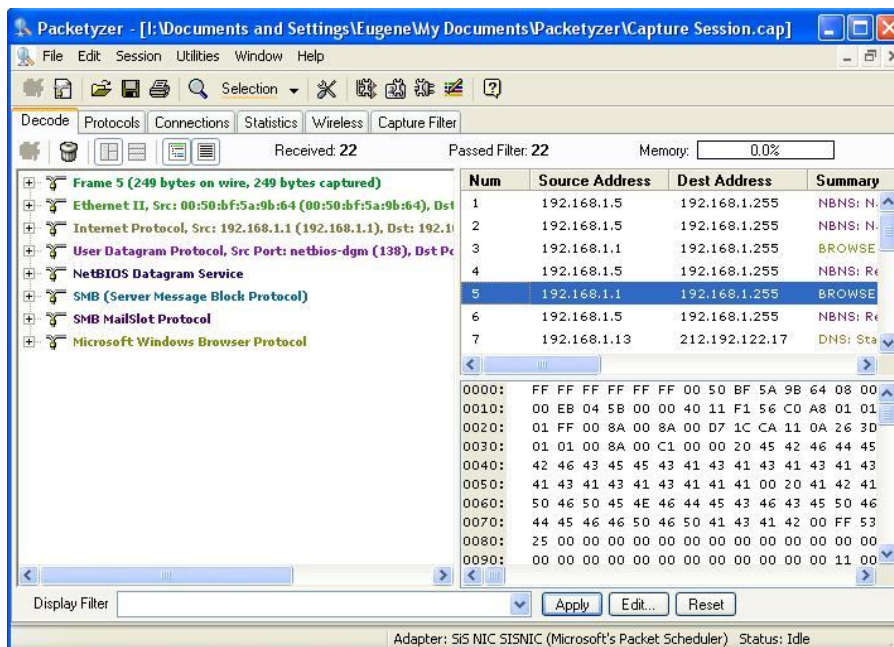 Packetyzer - [I:\Documents and Settings\Eugene\My Documents\Packetyzer\Capture Session.cap]
File Edit Session Utilities Window Help
Selection
Decode Protocols Connections Statistics Wireless Capture Filter
Received: 22 Passed Filter: 22 Memory: 0.0%
Frame 5 (249 bytes on wire, 249 bytes captured)
Ethernet II, Src: 00:50:bf:5a:9b:64 (00:50:bf:5a:9b:64), Dst
Internet Protocol, Src: 192.168.1.1 (192.168.1.1), Dst: 192.1
User Datagram Protocol, Src Port: netbios-dgm (138), Dst Po
NetBIOS Datagram Service
SMB (Server Message Block Protocol)
SMB MailSlot Protocol
Microsoft Windows Browser Protocol
Num Source Address Dest Address Summary
1 192.168.1.5 192.168.1.255 NBNS: N
2 192.168.1.5 192.168.1.255 NBNS: N
3 192.168.1.1 192.168.1.255 BROWSE
4 192.168.1.5 192.168.1.255 NBNS: Re
5 192.168.1.1 192.168.1.255 BROWSE
6 192.168.1.5 192.168.1.255 NBNS: Re
7 192.168.1.13 212.192.122.17 DNS: Sta
0000: FF FF FF FF FF FF 00 50 BF 5A 9B 64 08 00
0010: 00 EB 04 5B 00 00 40 11 F1 56 C0 A8 01 01
0020: 01 FF 00 8A 00 8A 00 D7 1C CA 11 0A 26 3D
0030: 01 01 00 8A 00 C1 00 00 20 45 42 46 44 45
0040: 42 46 43 45 45 43 41 43 41 43 41 43 41 43
0050: 41 43 41 43 41 43 41 41 41 00 20 41 42 41
0060: 50 46 50 45 4E 46 44 45 43 46 43 45 50 46
0070: 44 45 46 46 50 46 50 41 43 41 42 00 FF 53
0080: 25 00 00 00 00 00 00 00 00 00 00 00 00 00
0090: 00 00 00 00 00 00 00 00 00 00 00 00 11 00
Display Filter Apply Edit... Reset
Adapter: SiS NIC SISNIC (Microsoft's Packet Scheduler) Status: Idle